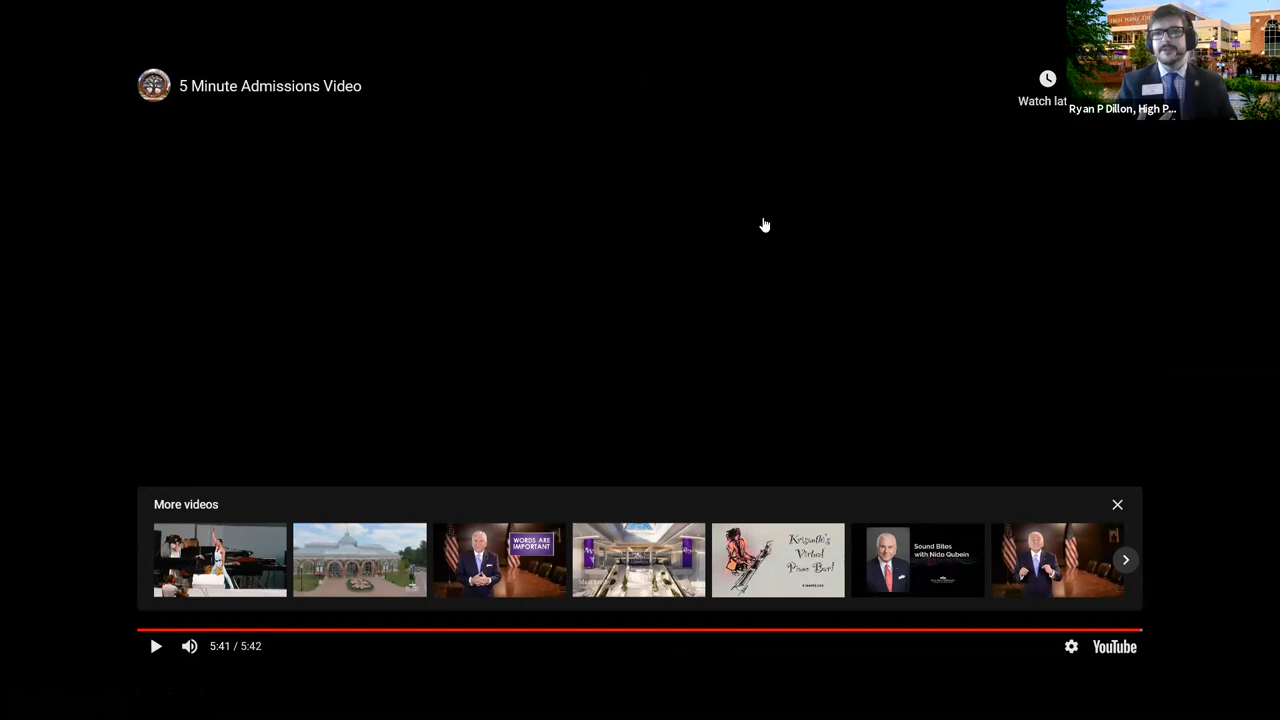 5 Minute Admissions Video
Watch lat
Ryan P Dillon, High P...
More videos
WORDS ARE
IMPORTANT
Krizantha's
Virtual
Piano Bar!
Sound Bites
with Nido Qubein
5:41 / 5:42
YouTube